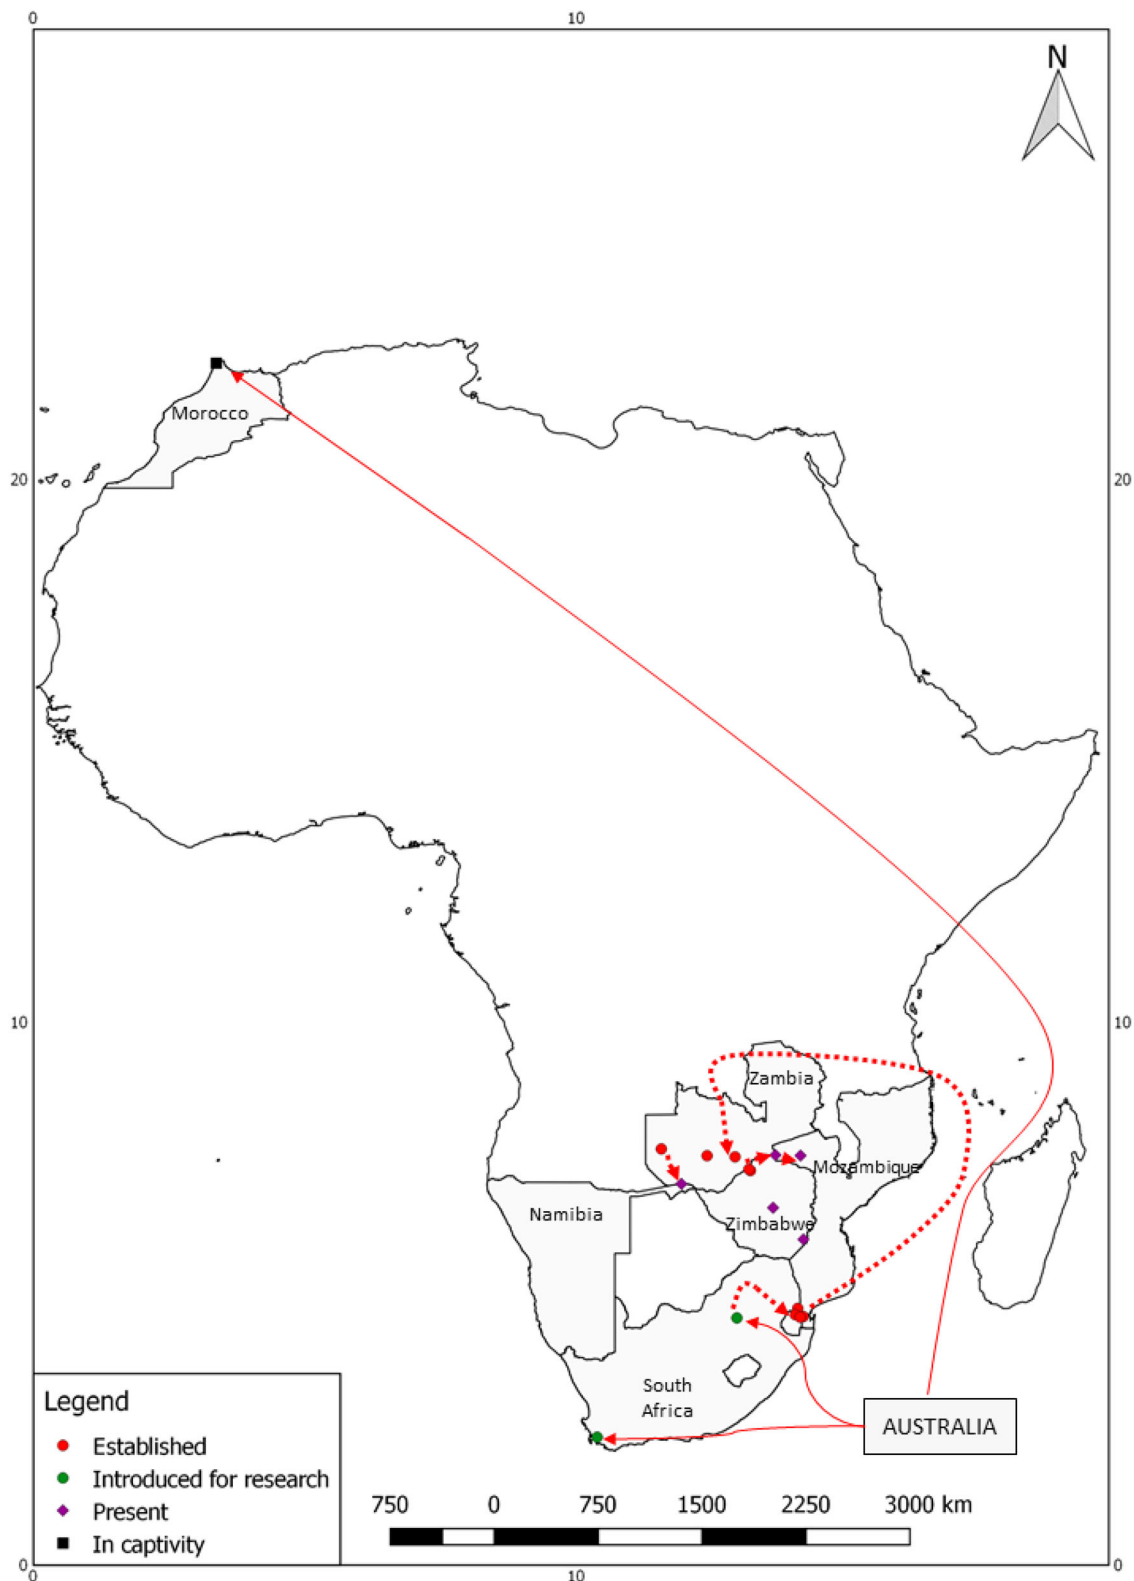 0
10
N
Morocco
20
20
10
10
Zambia
Mozambique
Namibia
Zimbabwe
South
Africa
AUSTRALIA
Legend
Established
Introduced for research
Present
In captivity
750
0
750
1500
2250
3000 km
0
0
0
10